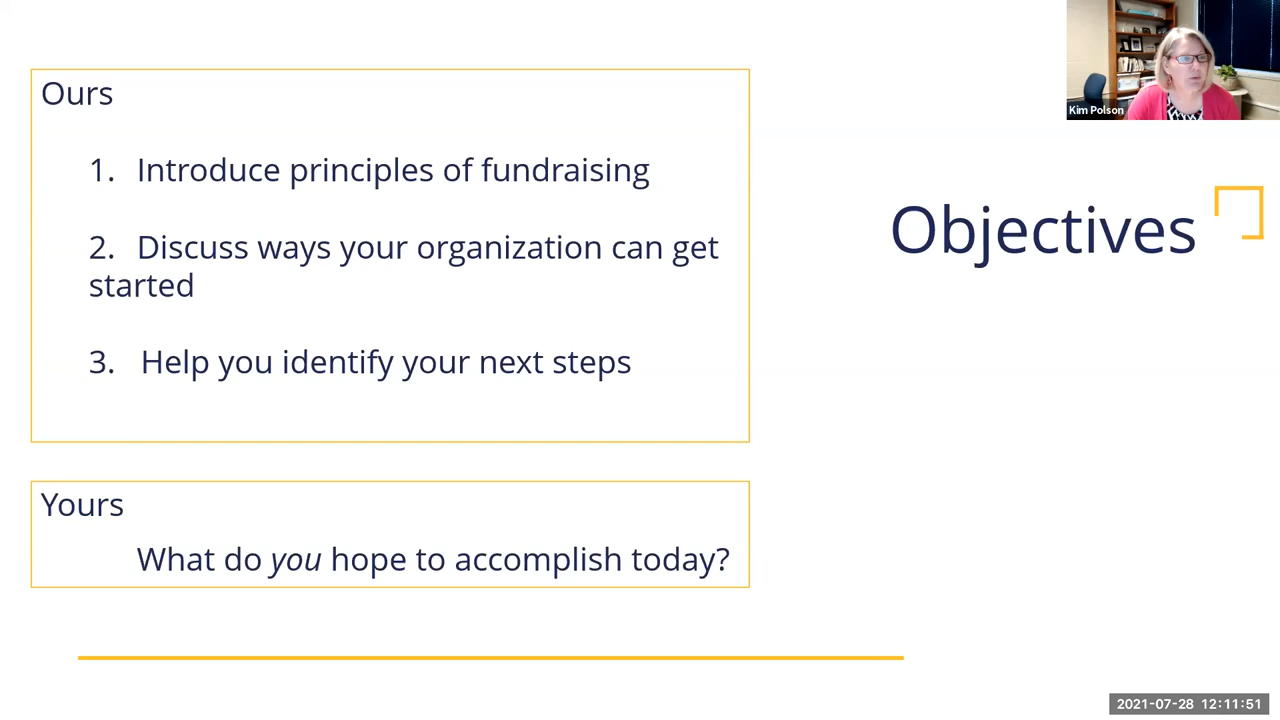 Ours
1. Introduce principles of fundraising
2. Discuss ways your organization can get
started
3. Help you identify your next steps
Yours
What do you hope to accomplish today?
Objectives
Kim Polson
2021-07-28 12:11:51